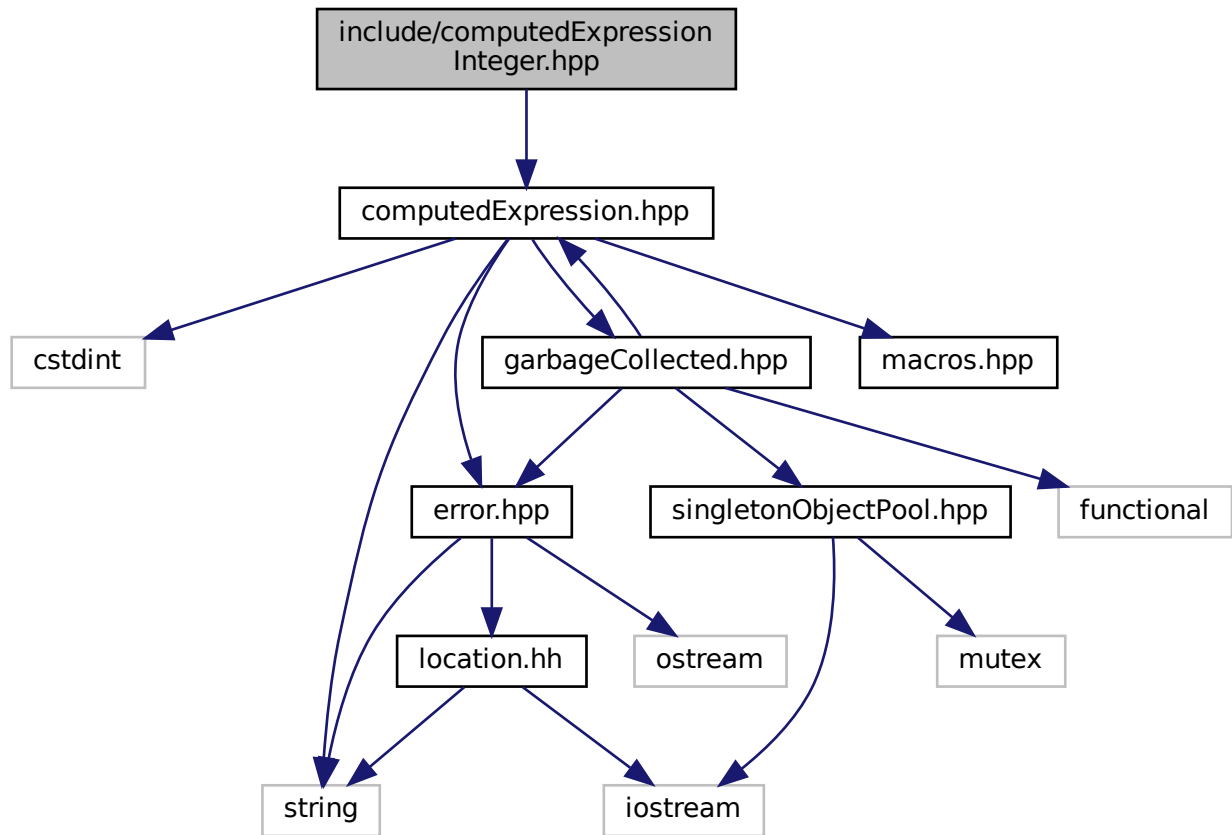 include/computedExpression
Integer.hpp
computedExpression.hpp
cstdint
garbageCollected.hpp
macros.hpp
error.hpp
singletonObjectPool.hpp
functional
location.hh
ostream
mutex
string
iostream